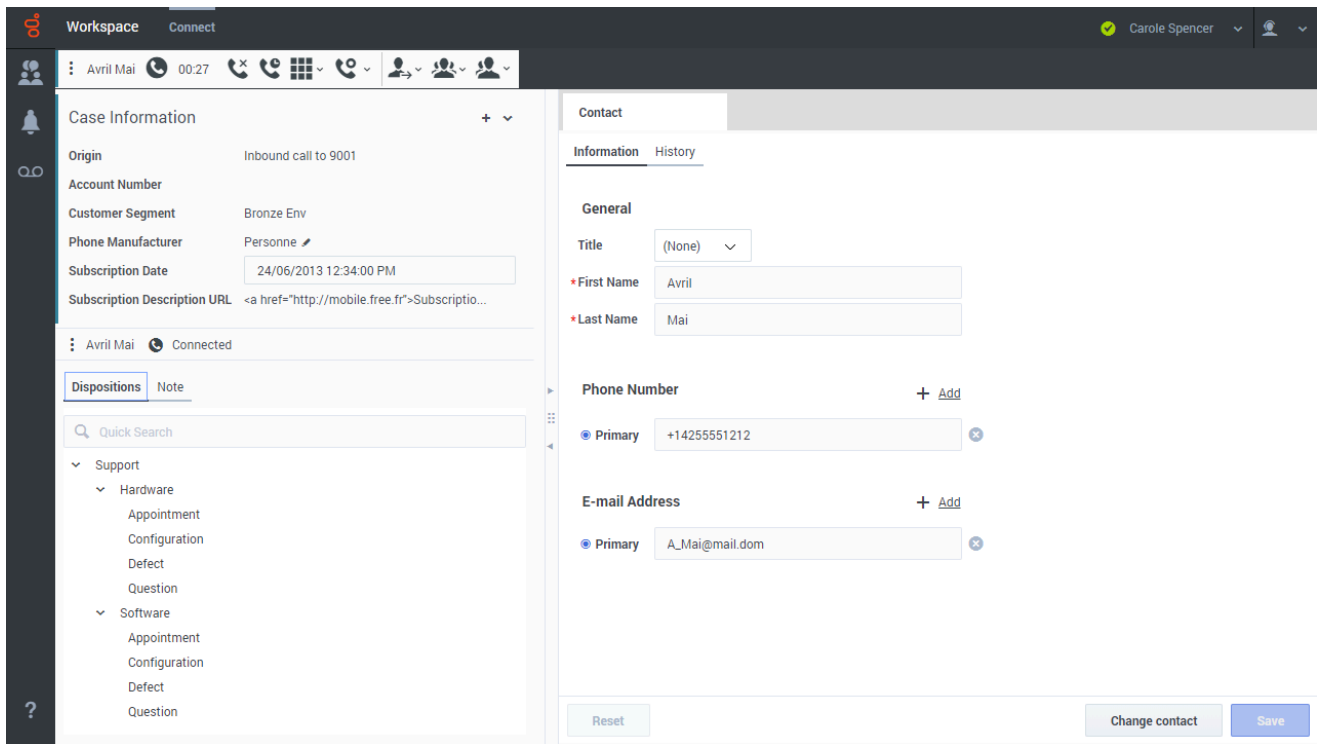 Workspace Connect Carole Spencer
Avril Mai 00:27
Case Information
Origin Inbound call to 9001
Account Number
Customer Segment Bronze Env
Phone Manufacturer Personne
Subscription Date 24/06/2013 12:34:00 PM
Subscription Description URL <a href="http://mobile.free.fr">Subscriptio...
Avril Mai Connected
Dispositions Note
Quick Search
Support
Hardware
Appointment
Configuration
Defect
Question
Software
Appointment
Configuration
Defect
Question
?
Contact
Information History
General
Title (None)
*First Name Avril
*Last Name Mai
Phone Number + Add
Primary +14255551212
E-mail Address + Add
Primary A_Mai@mail.dom
Reset Change contact Save